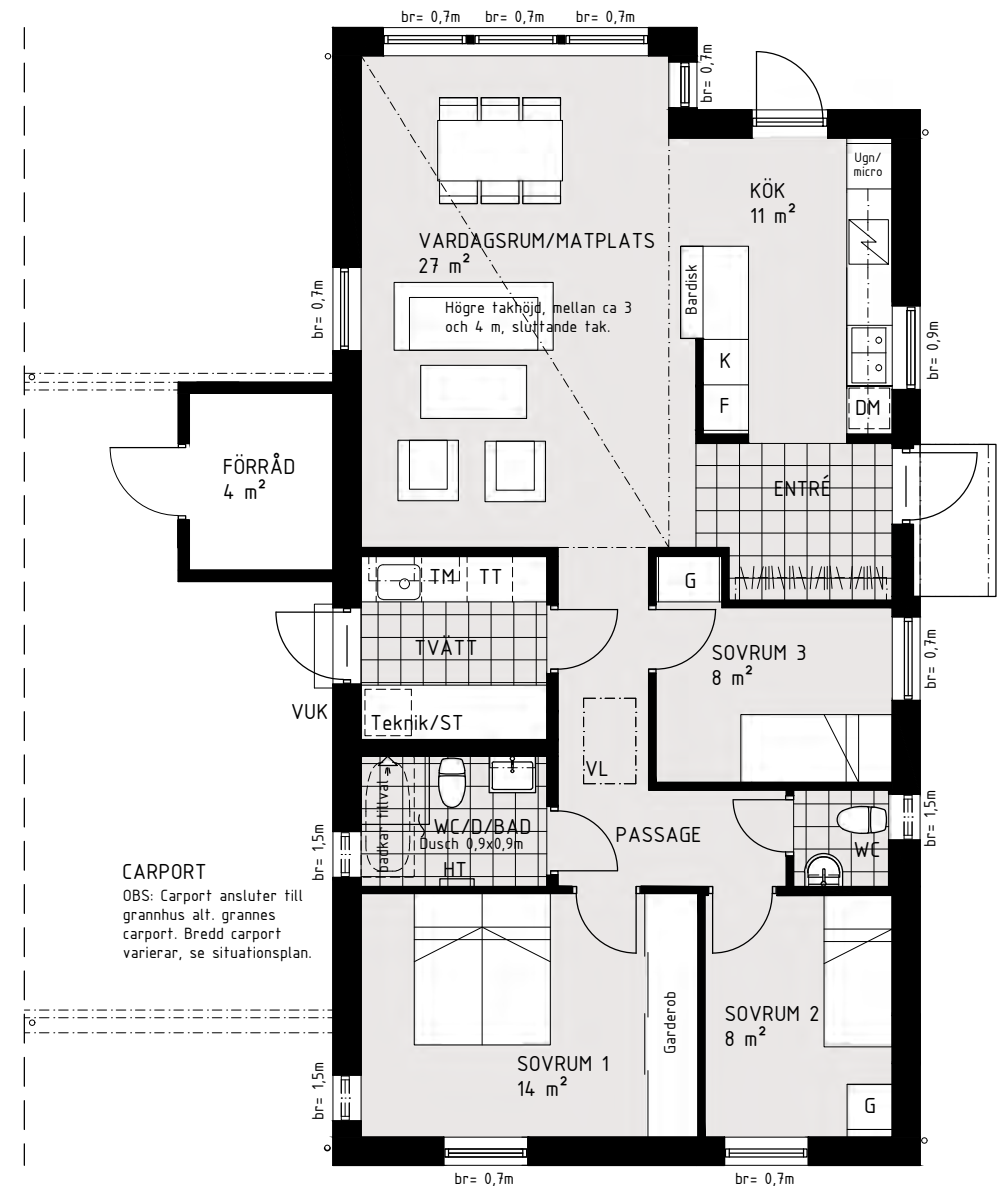 br= 0,7m
br= 0,7m
br= 0,7m
br= 0,7m
Ugn/
micro
KÖK
11 m²
VARDAGSRUM/MATPLATS
27 m²
Högre takhöjd, mellan ca 3
och 4 m, sluttande tak.
Bardisk
br= 0,7m
br= 0,9m
K
F
DM
FÖRRÅD
4 m²
ENTRÉ
TM
TT
G
TVÄTT
SOVRUM 3
8 m²
br= 0,7m
VUK
Teknik/ST
VL
badkar tillval
WC/D/BAD
Dusch 0,9x0,9m
HT
PASSAGE
WC
br= 1,5m
br= 1,5m
CARPORT
OBS: Carport ansluter till
grannhus alt. grannes
carport. Bredd carport
varierar, se situationsplan.
Garderob
SOVRUM 2
8 m²
SOVRUM 1
14 m²
G
br= 1,5m
br= 0,7m
br= 0,7m